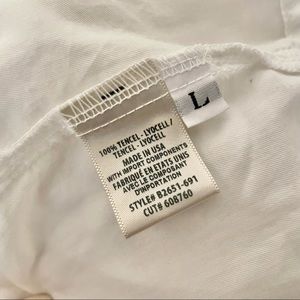 L
100% TENCEL - LYOCELL /
TENCEL - LYOCELL
MADE IN USA
WITH IMPORT COMPONENTS
FABRIQUÉ EN ETATS UNIS
AVEC LE COMPOSANT
D'IMPORTATION
STYLE# B2651-691
CUT# 608760